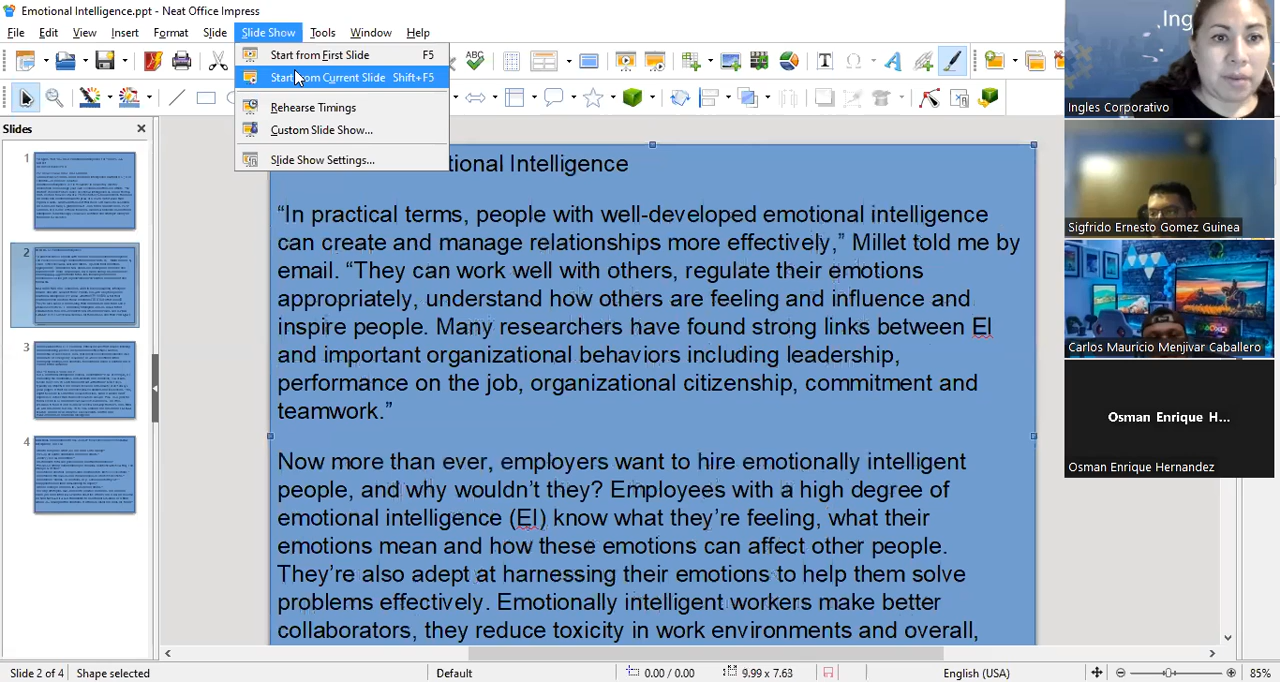 Emotional Intelligence.ppt - Neat Office Impress
File Edit View Insert Format Slide Slide Show Tools Window Help
Start from First Slide F5
Start from Current Slide Shift+F5
Rehearse Timings
Custom Slide Show...
Slide Show Settings...
ABC
Slides
1
2
3
4
tional Intelligence
“In practical terms, people with well-developed emotional intelligence
can create and manage relationships more effectively,” Millet told me by
email. “They can work well with others, regulate their emotions
appropriately, understand how others are feeling and influence and
inspire people. Many researchers have found strong links between EI
and important organizational behaviors including leadership,
performance on the job, organizational citizenship, commitment and
teamwork.”
Now more than ever, employers want to hire emotionally intelligent
people, and why wouldn’t they? Employees with a high degree of
emotional intelligence (EI) know what they’re feeling, what their
emotions mean and how these emotions can affect other people.
They’re also adept at harnessing their emotions to help them solve
problems effectively. Emotionally intelligent workers make better
collaborators, they reduce toxicity in work environments and overall,
Ing
Ingles Corporativo
Sigfrido Ernesto Gomez Guinea
Carlos Mauricio Menjivar Caballero
Osman Enrique H...
Osman Enrique Hernandez
Slide 2 of 4 Shape selected Default 0.00 / 0.00 9.99 x 7.63 English (USA) 85%